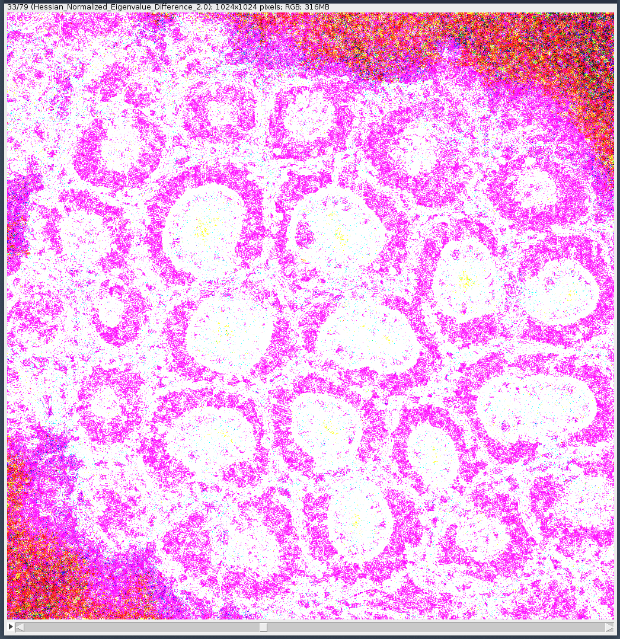 33/79 (Hessian_Normalized_Eigenvalue_Difference_2.0); 1024x1024 pixels; RGB; 316MB